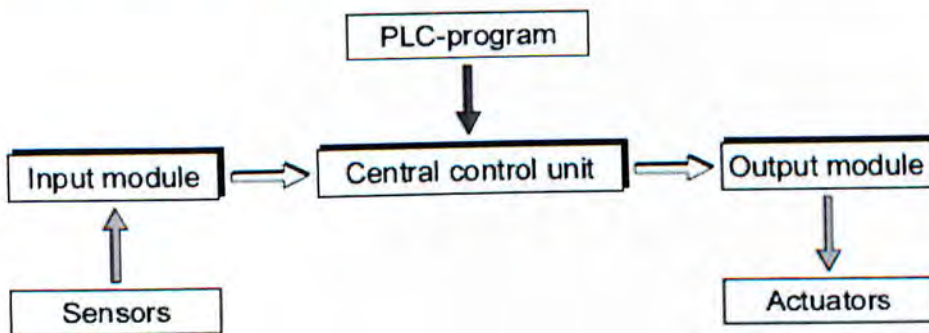 PLC-program
Input module
Central control unit
Output module
Sensors
Actuators